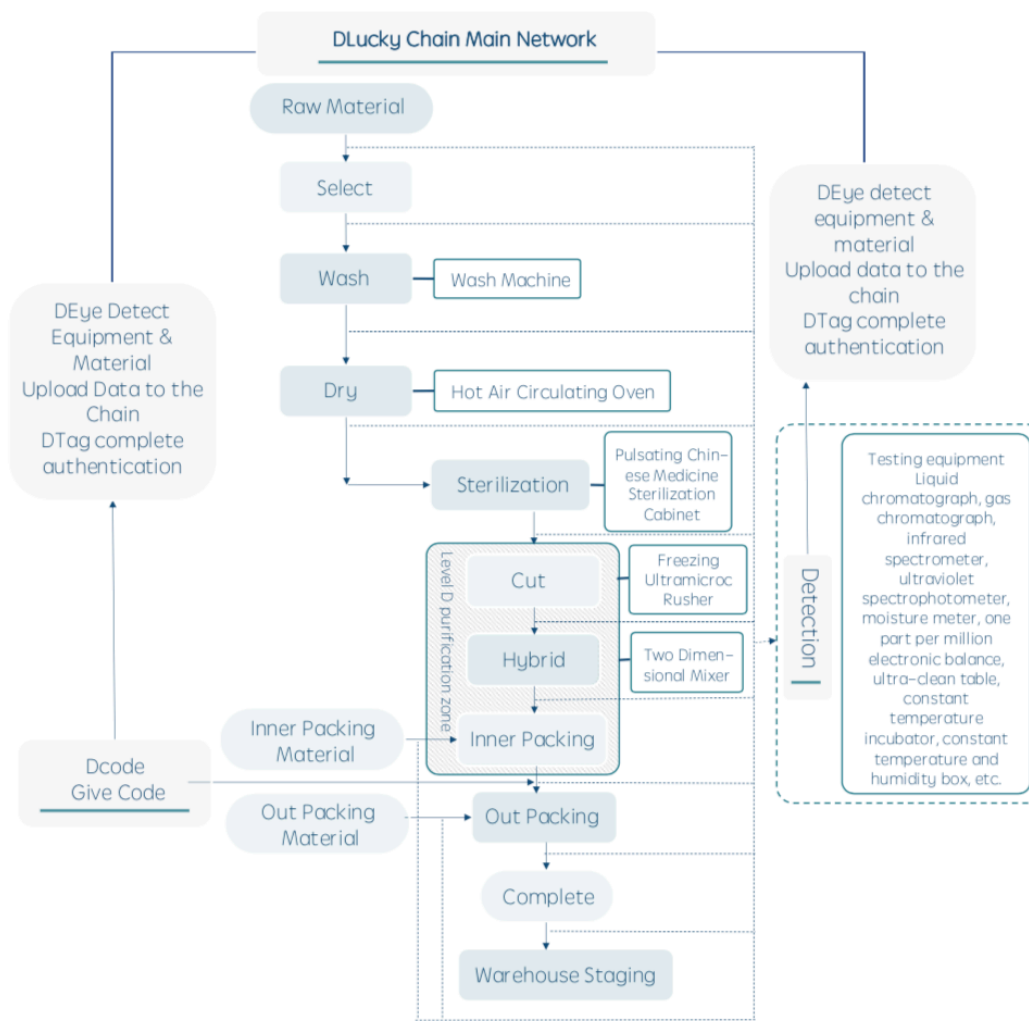 DLucky Chain Main Network
Raw Material
Select
Wash
Wash Machine
Dry
Hot Air Circulating Oven
Sterilization
Pulsating Chin-
ese Medicine
Sterilization
Cabinet
Level D purification zone
Cut
Freezing
Ultramicroc
Rusher
Hybrid
Two Dimen-
sional Mixer
Inner Packing
Inner Packing
Material
Out Packing
Out Packing
Material
Complete
Warehouse Staging
DEye Detect
Equipment &
Material
Upload Data to the
Chain
DTag complete
authentication
Dcode
Give Code
DEye detect
equipment &
material
Upload data to the
chain
DTag complete
authentication
Detection
Testing equipment
Liquid
chromatograph, gas
chromatograph,
infrared
spectrometer,
ultraviolet
spectrophotometer,
moisture meter, one
part per million
electronic balance,
ultra-clean table,
constant
temperature
incubator, constant
temperature and
humidity box, etc.